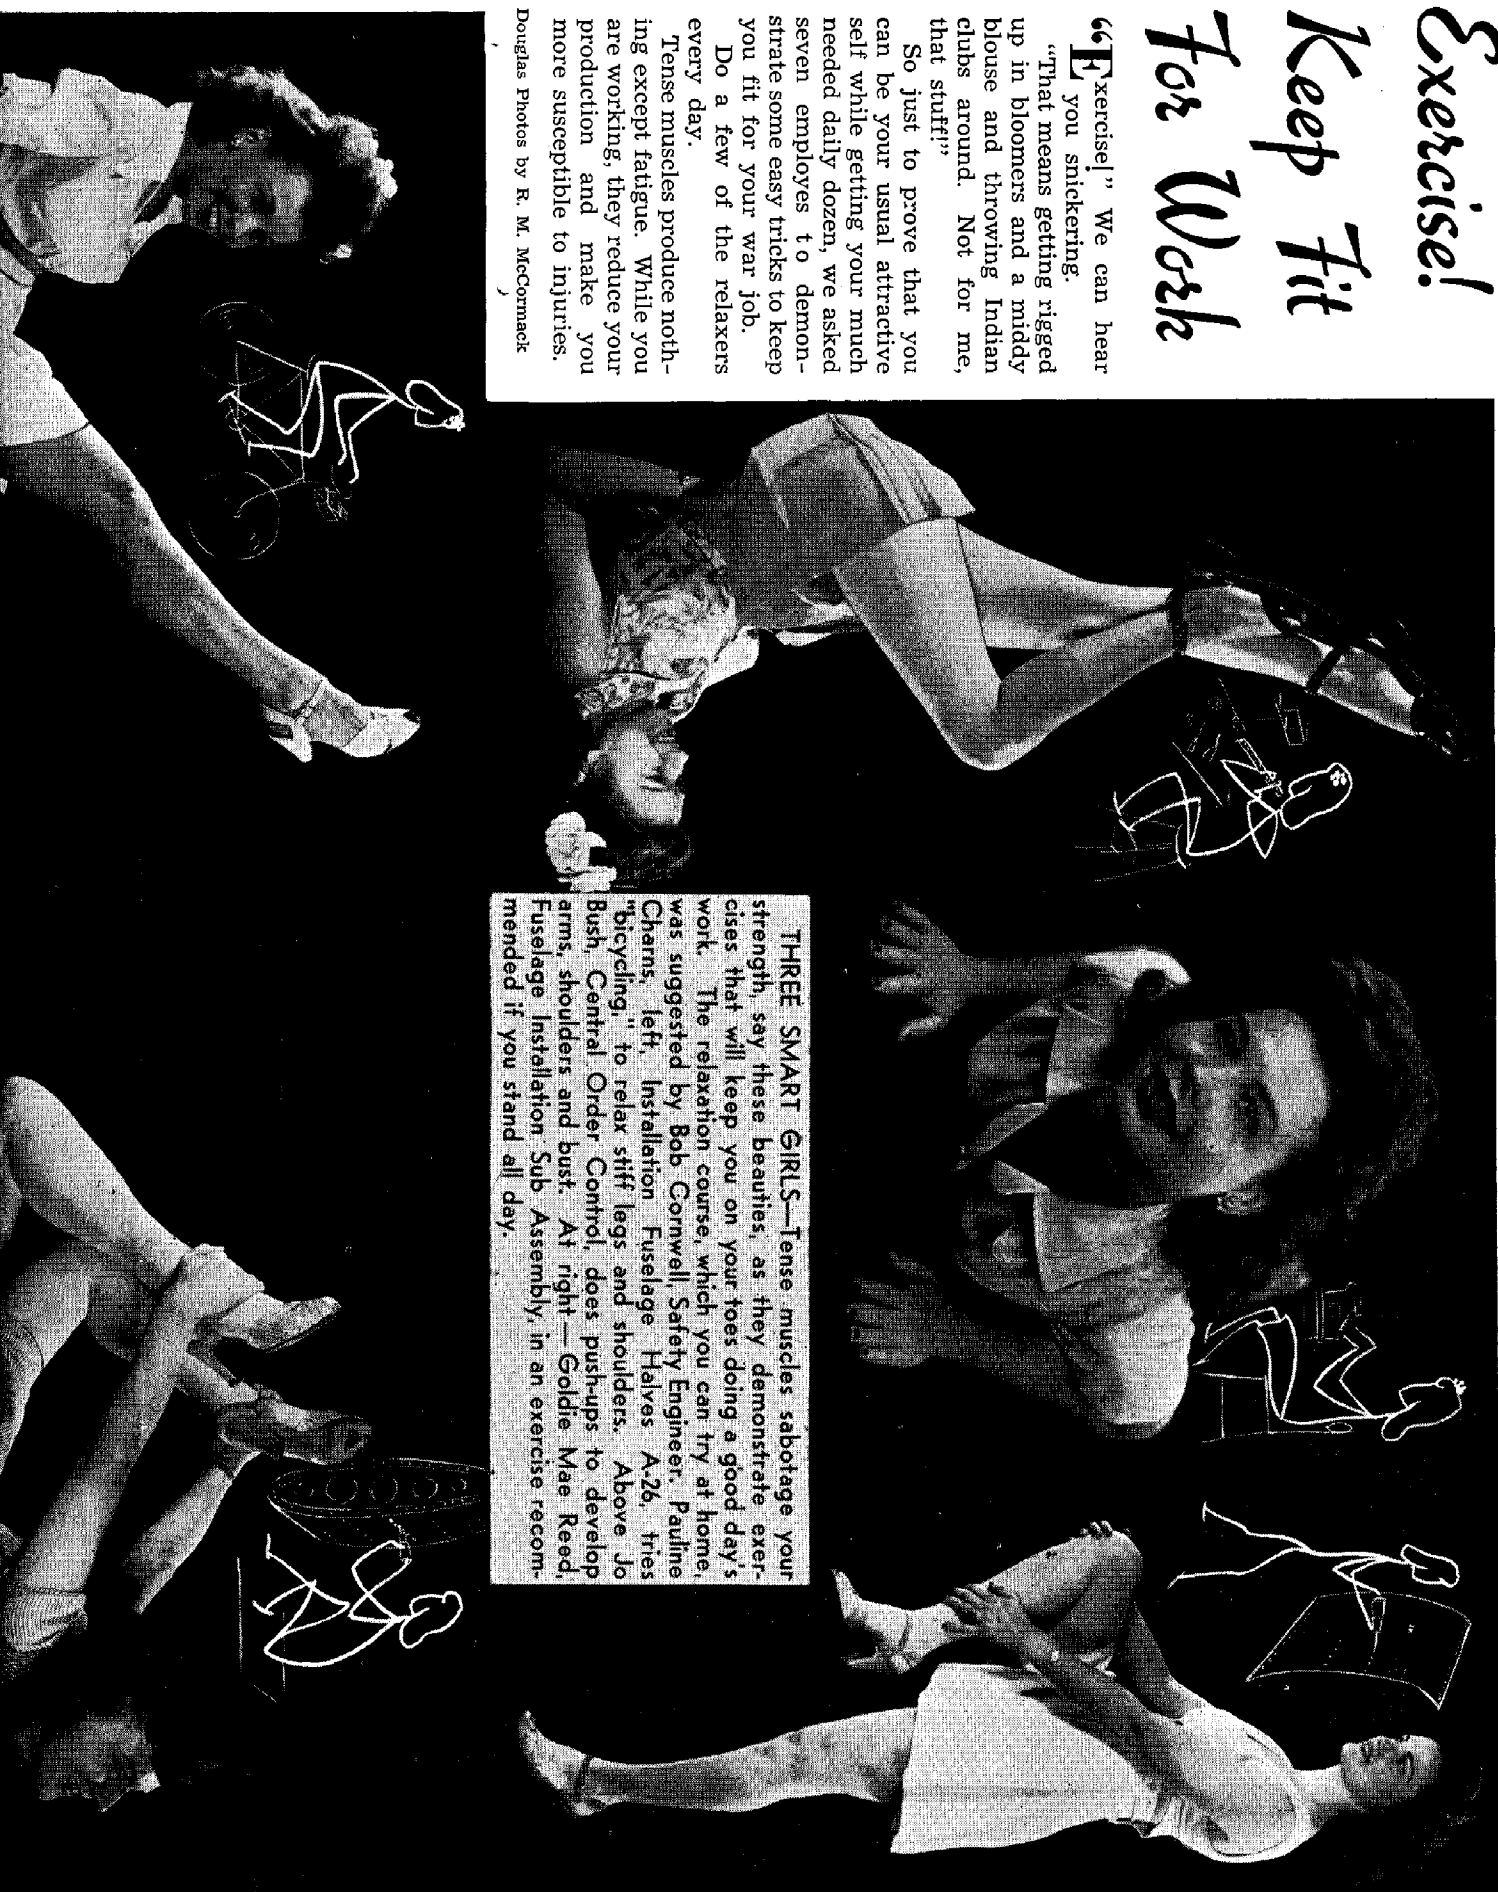 Exercise!
Keep Fit
For Work
“Exercise!” We can hear
you snickering.
“That means getting rigged
up in bloomers and a middy
blouse and throwing Indian
clubs around. Not for me,
that stuff!”
So just to prove that you
can be your usual attractive
self while getting your much
needed daily dozen, we asked
seven employes to demon-
strate some easy tricks to keep
you fit for your war job.
Do a few of the relaxers
every day.
Tense muscles produce noth-
ing except fatigue. While you
are working, they reduce your
production and make you
more susceptible to injuries.
Douglas Photos by R. M. McCormack
THREE SMART GIRLS—Tense muscles sabotage your
strength, say these beauties, as they demonstrate exer-
cises that will keep you on your toes doing a good day's
work. The relaxation course, which you can try at home,
was suggested by Bob Cornwell, Safety Engineer. Pauline
Charns, left, Installation Fuselage Halves A-26, tries
"bicycling," to relax stiff legs and shoulders. Above Jo
Bush, Central Order Control, does push-ups to develop
arms, shoulders and bust. At right—Goldie Mae Reed,
Fuselage Installation Sub Assembly, in an exercise recom-
mended if you stand all day.